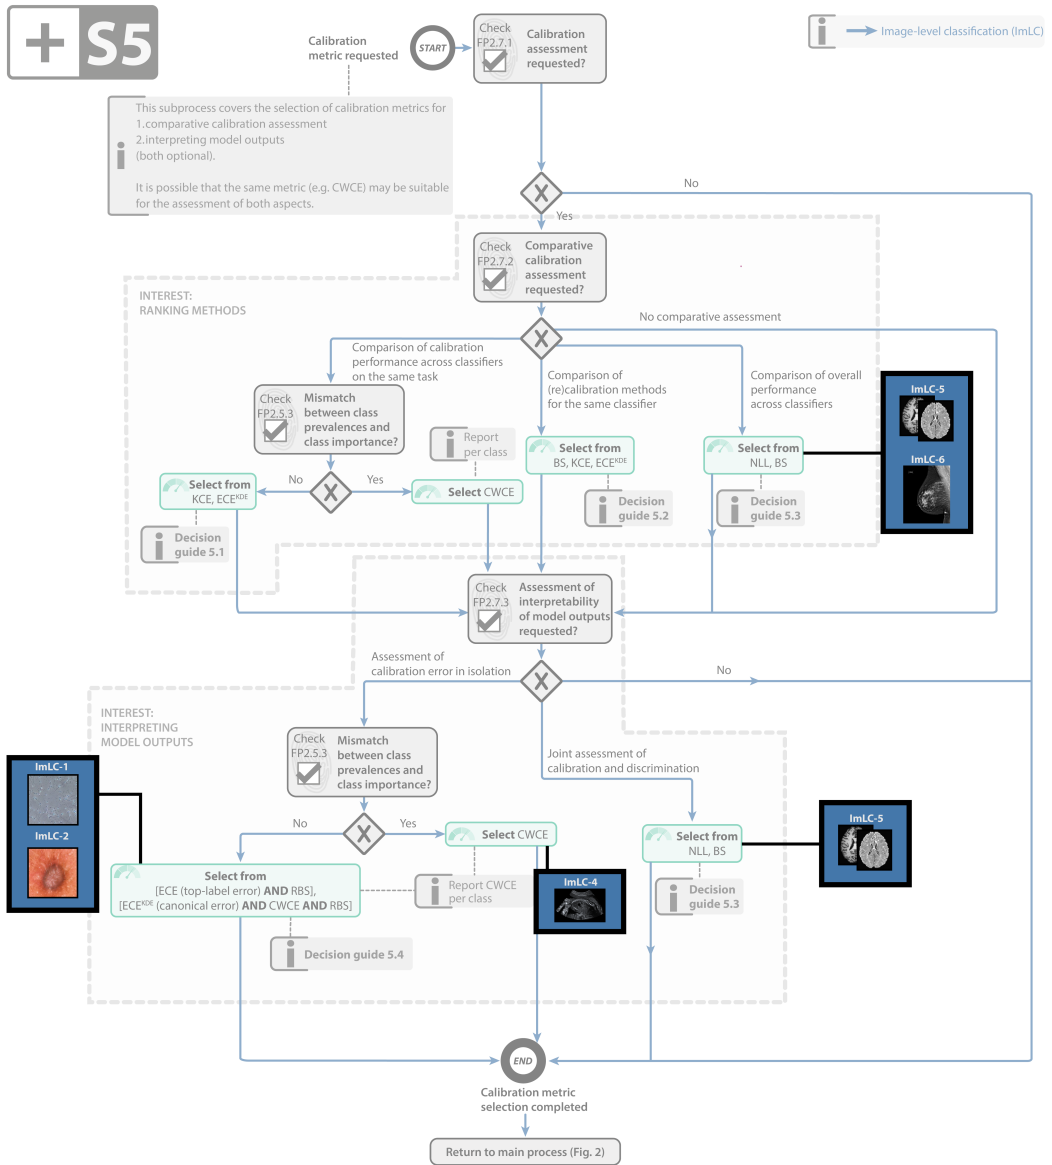 + S5
Calibration
metric requested
START
Check
FP2.7.1
Calibration
assessment
requested?
Image-level classification (ImLC)
This subprocess covers the selection of calibration metrics for
1.comparative calibration assessment
2.interpreting model outputs
(both optional).
It is possible that the same metric (e.g. CWCE) may be suitable
for the assessment of both aspects.
X
No
Yes
Check
FP2.7.2
Comparative
calibration
assessment
requested?
INTEREST:
RANKING METHODS
No comparative assessment
X
Comparison of calibration
performance across classifiers
on the same task
Comparison of
(re)calibration methods
for the same classifier
Comparison of overall
performance
across classifiers
Check
FP2.5.3
Mismatch
between class
prevalences and
class importance?
Report
per class
Select from
BS, KCE, ECEKDE
Select from
NLL, BS
ImLC-5
ImLC-6
Select from
KCE, ECEKDE
No
X
Yes
Select CWCE
Decision
guide 5.1
Decision
guide 5.2
Decision
guide 5.3
Check
FP2.7.3
Assessment of
interpretability
of model outputs
requested?
Assessment of
calibration error in isolation
X
No
INTEREST:
INTERPRETING
MODEL OUTPUTS
Check
FP2.5.3
Mismatch
between class
prevalences and
class importance?
Joint assessment of
calibration and discrimination
ImLC-1
ImLC-2
No
X
Yes
Select CWCE
Select from
NLL, BS
ImLC-5
Select from
[ECE (top-label error) AND RBS],
[ECEKDE (canonical error) AND CWCE AND RBS]
Report CWCE
per class
ImLC-4
Decision
guide 5.3
Decision guide 5.4
END
Calibration metric
selection completed
Return to main process (Fig. 2)